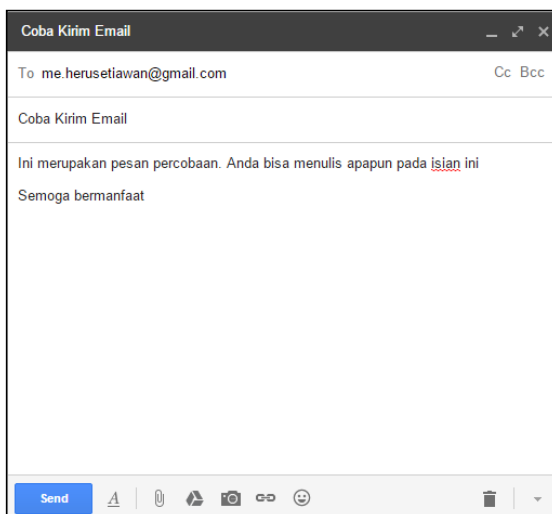 Coba Kirim Email
To me.herusetiawan@gmail.com Cc Bcc
Coba Kirim Email
Ini merupakan pesan percobaan. Anda bisa menulis apapun pada isian ini
Semoga bermanfaat
Send A